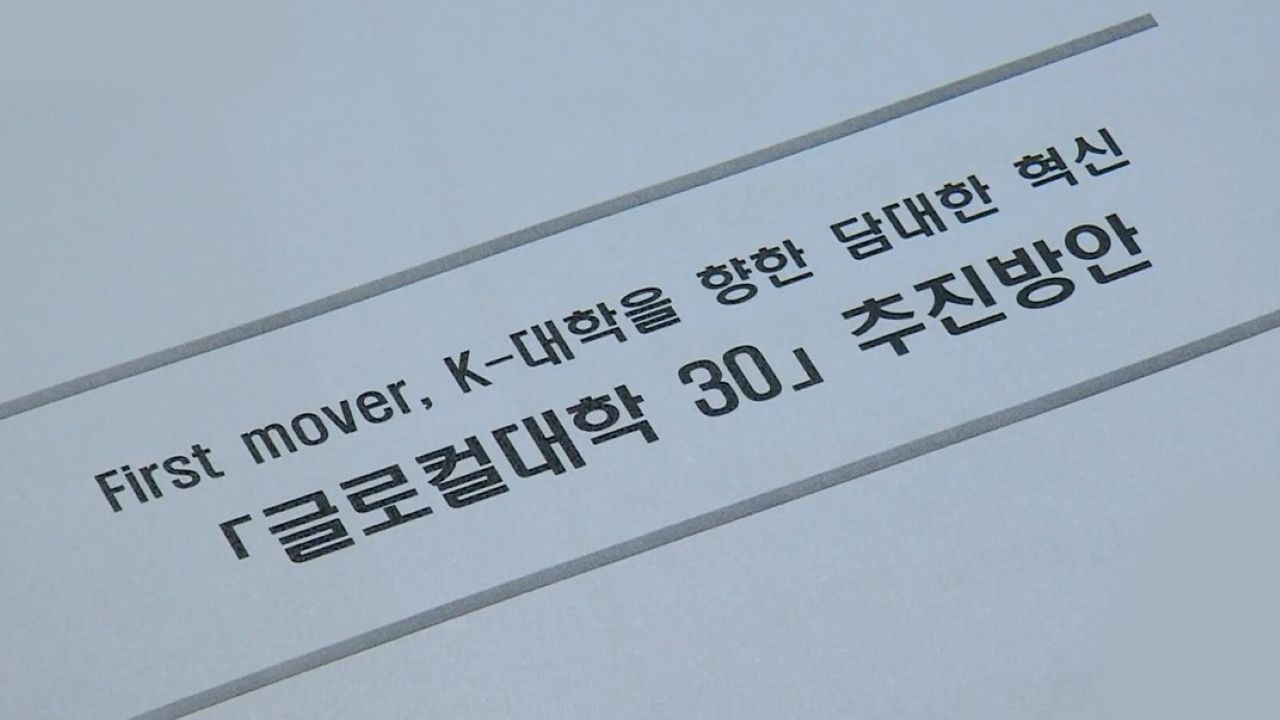 First mover, K-대학을 향한 담대한 혁신
「글로컬대학 30」 추진방안